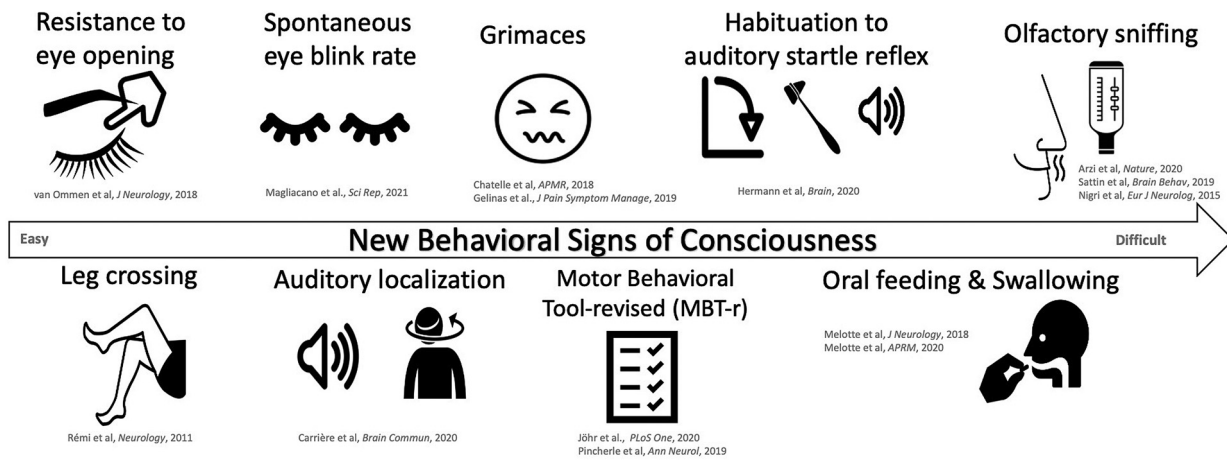 Resistance to
eye opening
van Ommen et al, J Neurology, 2018
Spontaneous
eye blink rate
Magliacano et al., Sci Rep, 2021
Grimaces
Chatelle et al, APMR, 2018
Gelinas et al., J Pain Symptom Manage, 2019
Habituation to
auditory startle reflex
Hermann et al, Brain, 2020
Olfactory sniffing
Arzi et al, Nature, 2020
Sattin et al, Brain Behav, 2019
Nigri et al, Eur J Neurolog, 2015
Easy
New Behavioral Signs of Consciousness
Difficult
Leg crossing
Rémi et al, Neurology, 2011
Auditory localization
Carrière et al, Brain Commun, 2020
Motor Behavioral
Tool-revised (MBT-r)
Jöhr et al., PLoS One, 2020
Pincherle et al, Ann Neurol, 2019
Oral feeding & Swallowing
Melotte et al, J Neurology, 2018
Melotte et al, APRM, 2020